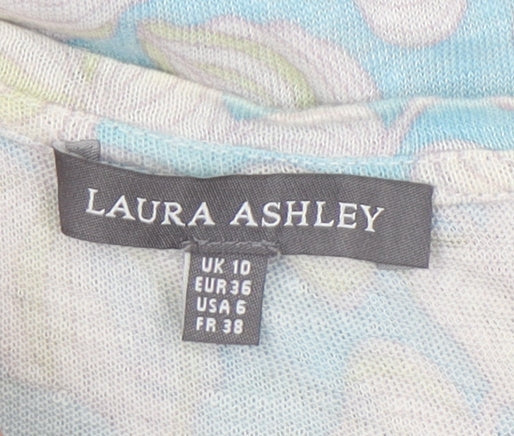 LAURA ASHLEY
UK 10
EUR 36
USA 6
FR 38